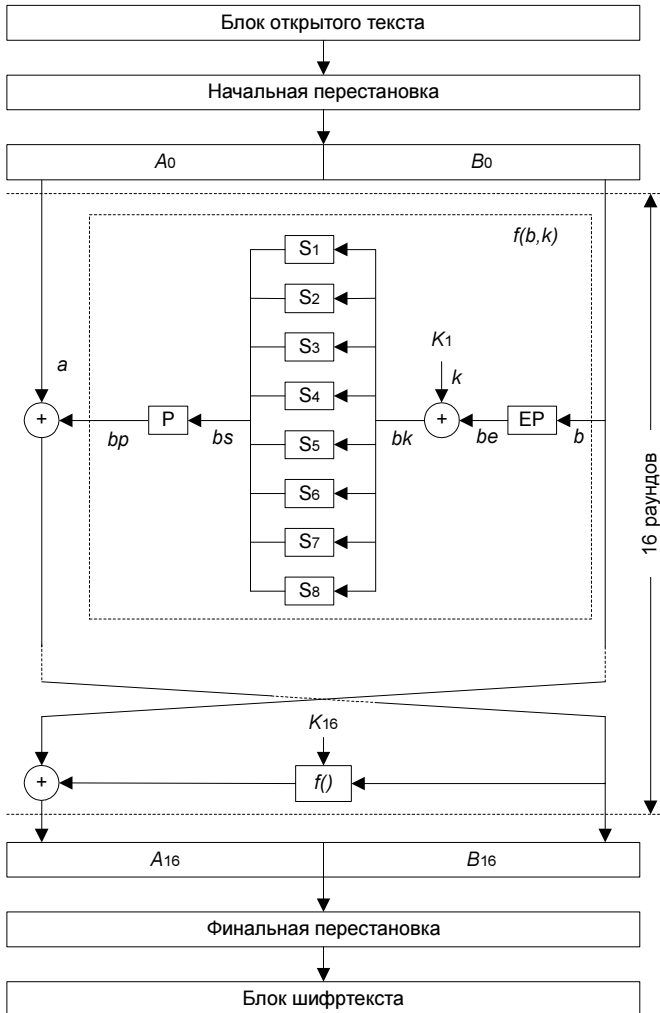 Блок открытого текста
Начальная перестановка
A0 B0
f(b,k)
S1
S2
S3
K1
a
k
S4
+ P EP
+
bp bs bk be b
S5
S6
S7
S8
16 раундов
K16
+ f()
A16 B16
Финальная перестановка
Блок шифртекста